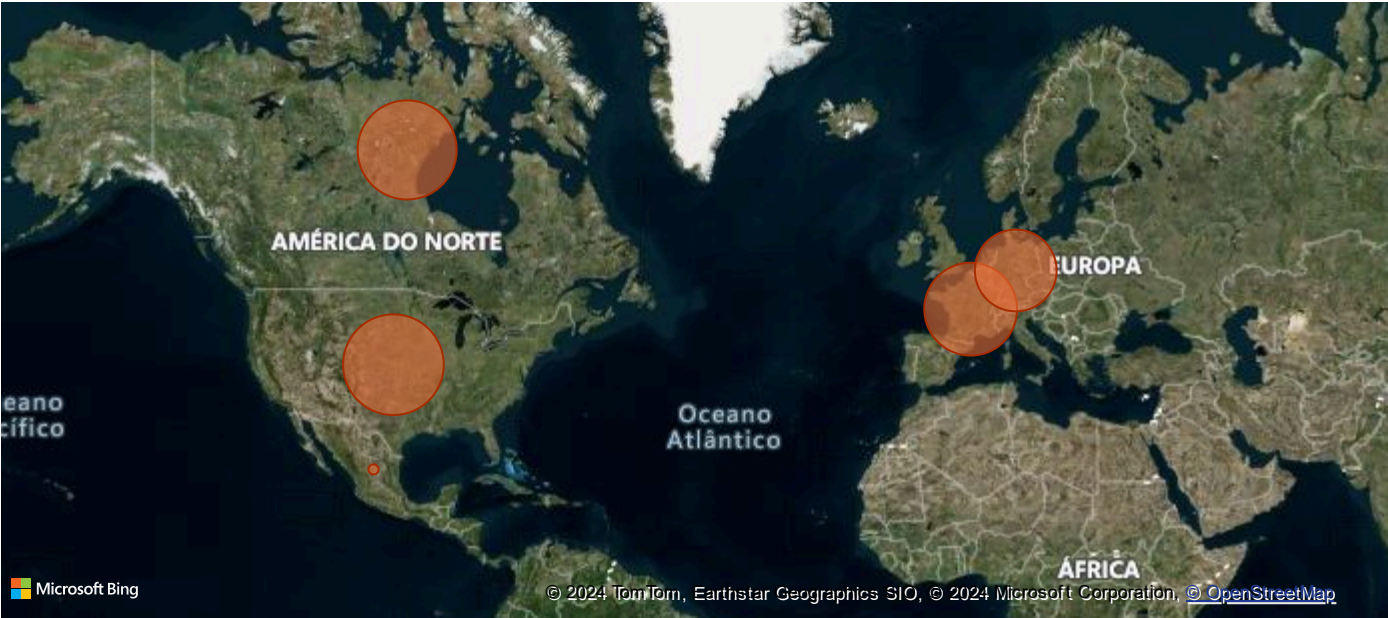 AMÉRICA DO NORTE
EUROPA
eano
cífico
Oceano
Atlântico
ÁFRICA
Microsoft Bing
© 2024 TomTom, Earthstar Geographics SIO, © 2024 Microsoft Corporation, © OpenStreetMap